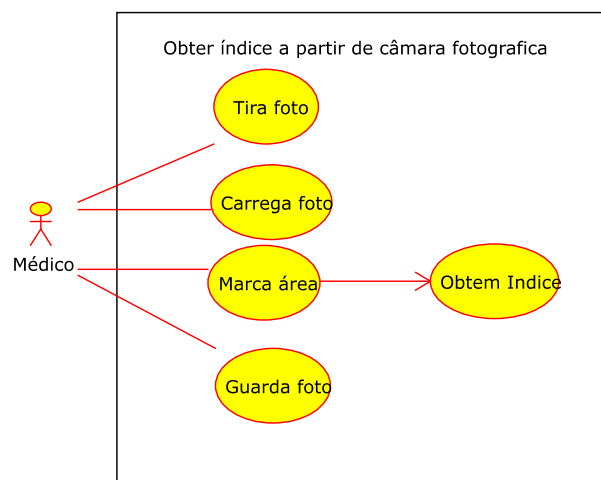 Obter índice a partir de câmara fotografica
Tira foto
Carrega foto
Médico
Marca área
Obtem Indice
Guarda foto